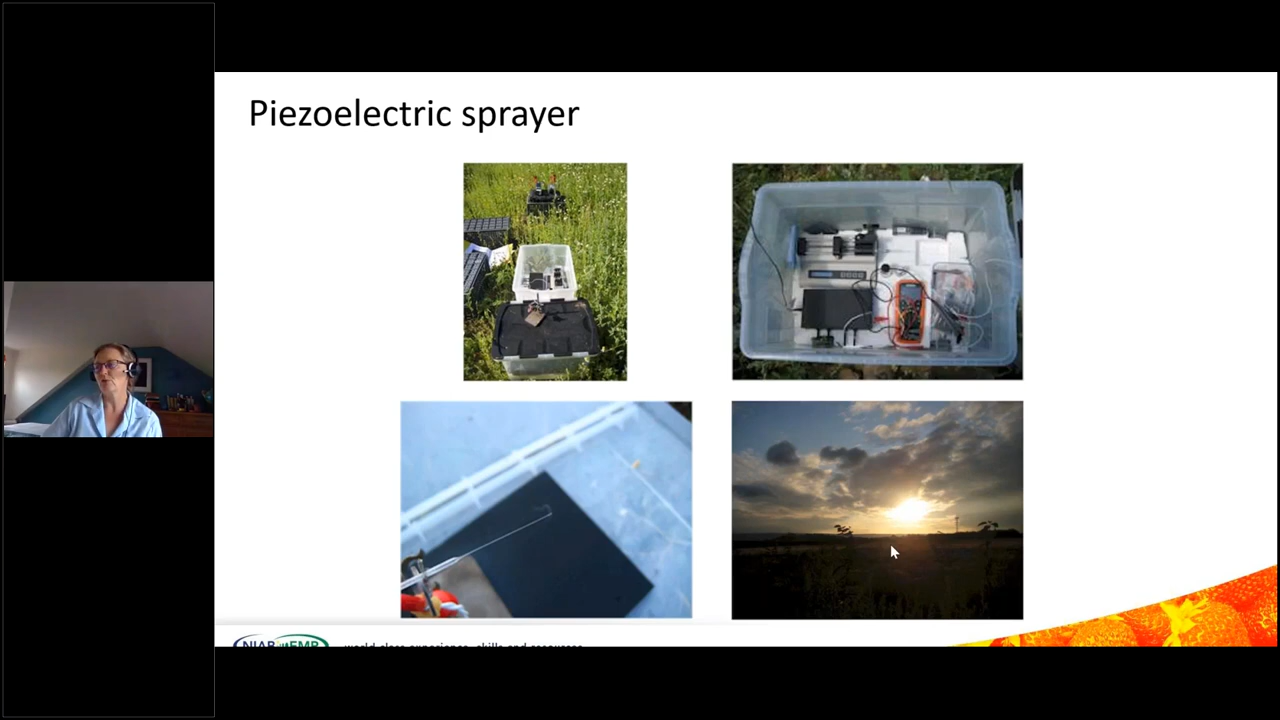 Piezoelectric sprayer
NIAB EMR
world-class experience, skills and resources